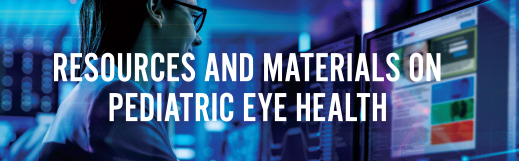 RESOURCES AND MATERIALS ON
PEDIATRIC EYE HEALTH